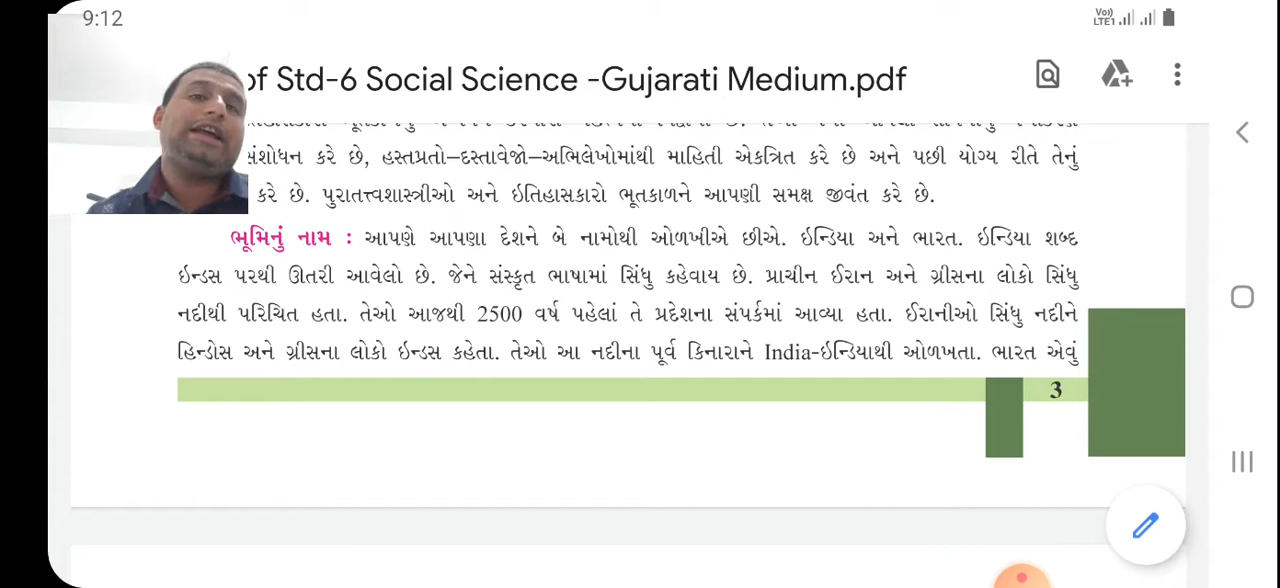 9:12
Vo)) LTE1
of Std-6 Social Science -Gujarati Medium.pdf
સંશોધન કરે છે, હસ્તપ્રતો–દસ્તાવેજો–અભિલેખોમાંથી માહિતી એકત્રિત કરે છે અને પછી યોગ્ય રીતે તેનું
કરે છે. પુરાતત્ત્વશાસ્ત્રીઓ અને ઇતિહાસકારો ભૂતકાળને આપણી સમક્ષ જીવંત કરે છે.
ભૂમિનું નામ : આપણે આપણા દેશને બે નામોથી ઓળખીએ છીએ. ઇન્ડિયા અને ભારત. ઇન્ડિયા શબ્દ
ઇન્ડસ પરથી ઊતરી આવેલો છે. જેને સંસ્કૃત ભાષામાં સિંધુ કહેવાય છે. પ્રાચીન ઈરાન અને ગ્રીસના લોકો સિંધુ
નદીથી પરિચિત હતા. તેઓ આજથી 2500 વર્ષ પહેલાં તે પ્રદેશના સંપર્કમાં આવ્યા હતા. ઈરાનીઓ સિંધુ નદીને
હિન્ડોસ અને ગ્રીસના લોકો ઇન્ડસ કહેતા. તેઓ આ નદીના પૂર્વ કિનારાને India-ઇન્ડિયાથી ઓળખતા. ભારત એવું
3